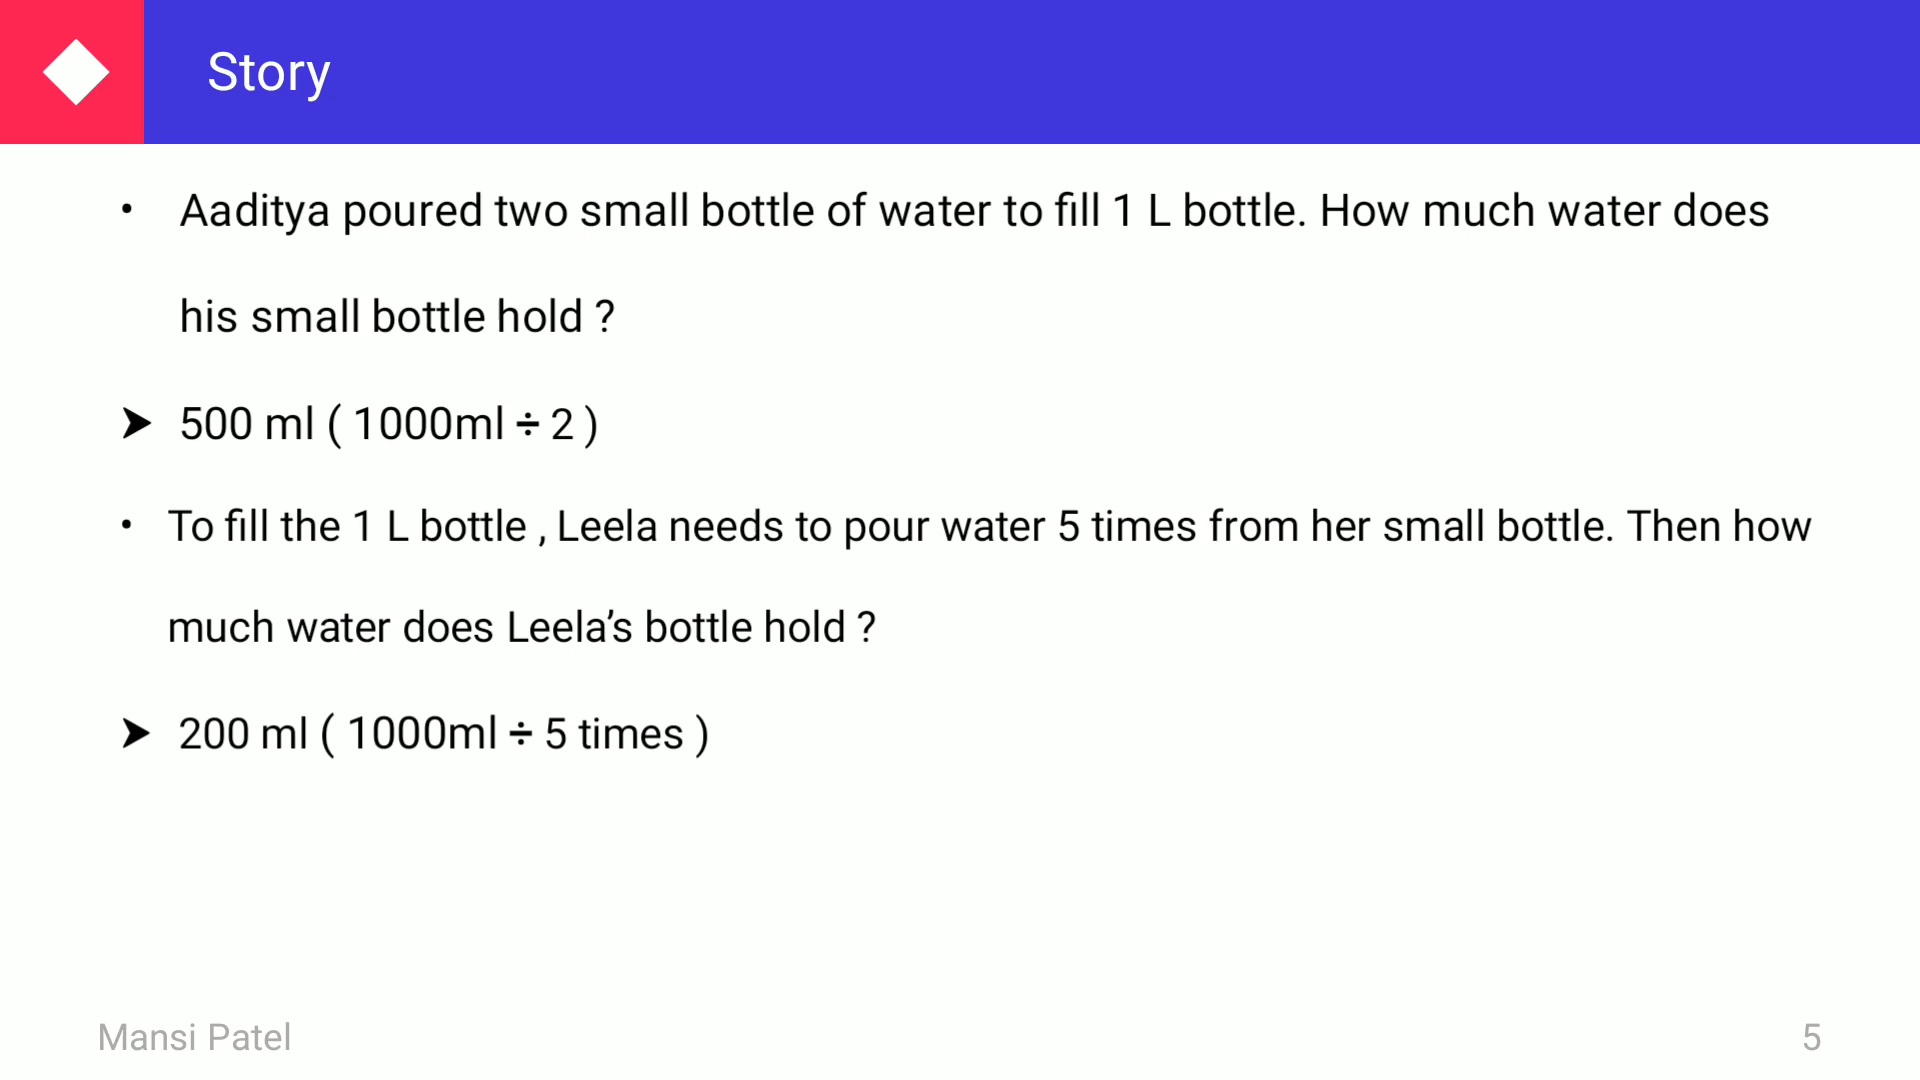 Story
• Aaditya poured two small bottle of water to fill 1 L bottle. How much water does
his small bottle hold ?
➤ 500 ml ( 1000ml ÷ 2 )
• To fill the 1 L bottle , Leela needs to pour water 5 times from her small bottle. Then how
much water does Leela’s bottle hold ?
➤ 200 ml ( 1000ml ÷ 5 times )
Mansi Patel
5